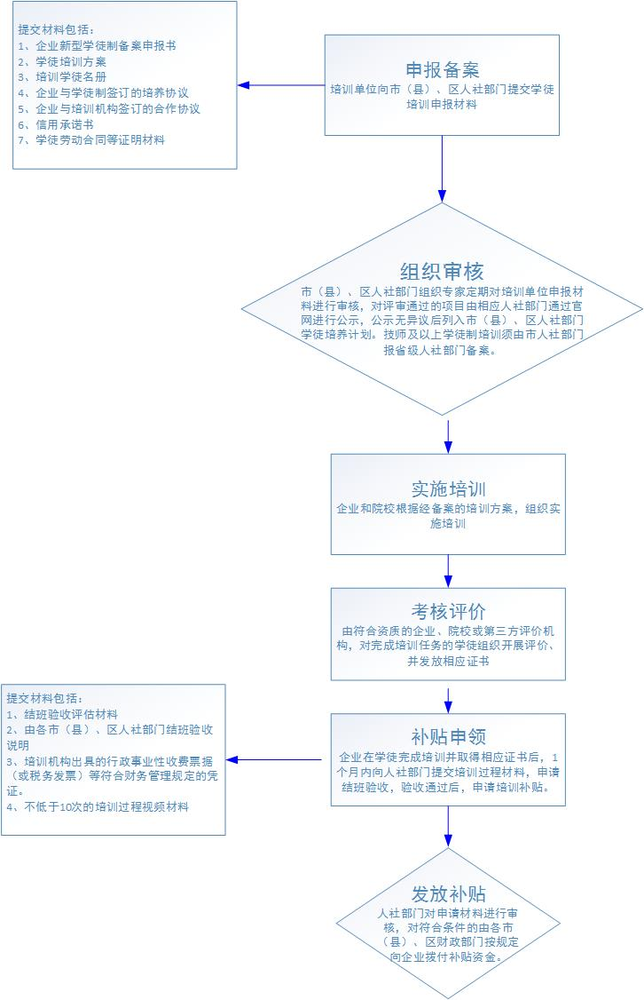 提交材料包括：
1、企业新型学徒制备案申报书
2、学徒培训方案
3、培训学徒名册
4、企业与学徒制签订的培养协议
5、企业与培训机构签订的合作协议
6、信用承诺书
7、学徒劳动合同等证明材料
申报备案
培训单位向市（县）、区人社部门提交学徒
培训申报材料
组织审核
市（县）、区人社部门组织专家定期对培训单位申报材
料进行审核，对评审通过的项目由相应人社部门通过官
网进行公示，公示无异议后列入市（县）、区人社部门
学徒培养计划。技师及以上学徒制培训须由市人社部门
报省级人社部门备案。
实施培训
企业和院校根据经备案的培训方案，组织实
施培训
考核评价
由符合资质的企业、院校或第三方评价机
构，对完成培训任务的学徒组织开展评价、
并发放相应证书
提交材料包括：
1、结班验收评估材料
2、由各市（县）、区人社部门结班验收
说明
3、培训机构出具的行政事业性收费票据
（或税务发票）等符合财务管理规定的凭
证。
4、不低于10次的培训过程视频材料
补贴申领
企业在学徒完成培训并取得相应证书后，1
个月内向人社部门提交培训过程材料，申请
结班验收，验收通过后，申请培训补贴。
发放补贴
人社部门对申请材料进行审
核，对符合条件的由各市
（县）、区财政部门按规定
向企业拨付补贴资金。